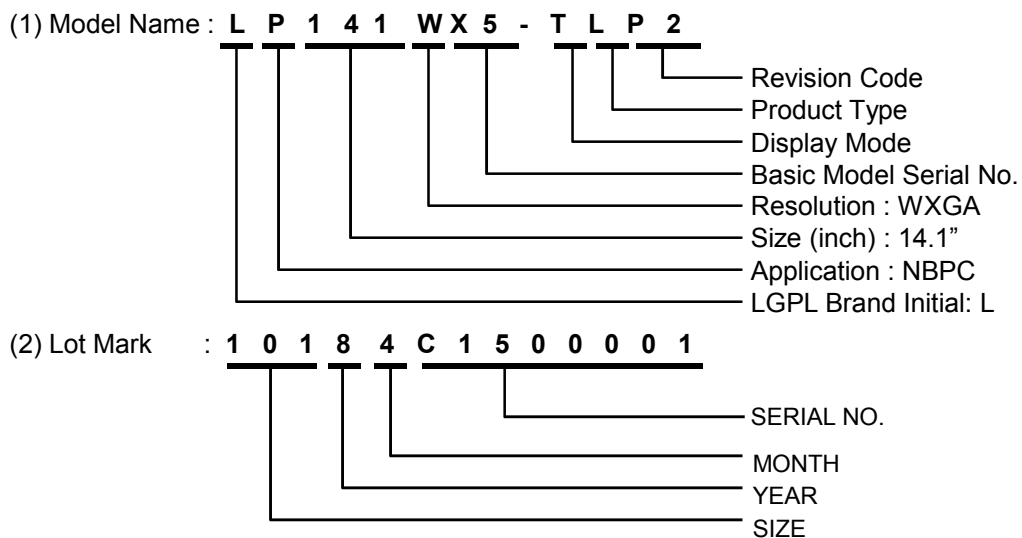 (1) Model Name : L P 1 4 1 W X 5 - T L P 2
Revision Code
Product Type
Display Mode
Basic Model Serial No.
Resolution : WXGA
Size (inch) : 14.1”
Application : NBPC
LGPL Brand Initial: L
(2) Lot Mark : 1 0 1 8 4 C 1 5 0 0 0 0 1
SERIAL NO.
MONTH
YEAR
SIZE